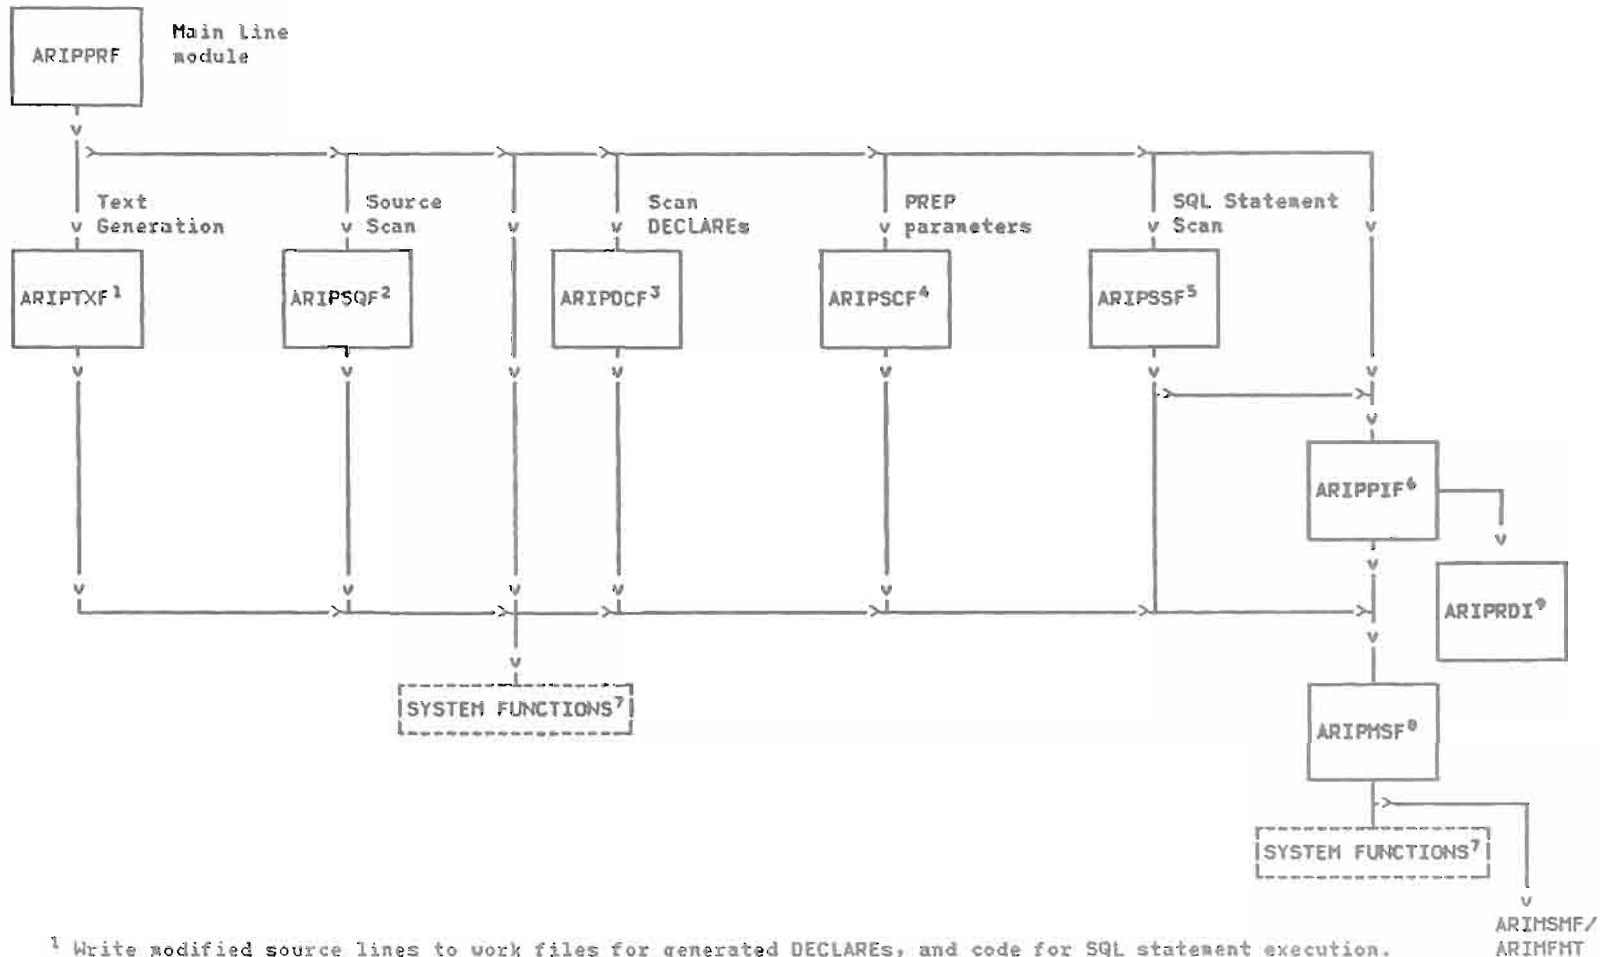 ARIPPRF
Main Line
module
Text
Generation
Source
Scan
Scan
DECLAREs
PREP
parameters
SQL Statement
Scan
ARIPTXF¹
ARIPSQF²
ARIPDCF³
ARIPSCF⁴
ARIPSSF⁵
ARIPPIF⁶
ARIPRDI⁹
SYSTEM FUNCTIONS⁷
ARIPMSF⁸
SYSTEM FUNCTIONS⁷
ARIMSMF/
ARIMFMT
¹ Write modified source lines to work files for generated DECLAREs, and code for SQL statement execution.